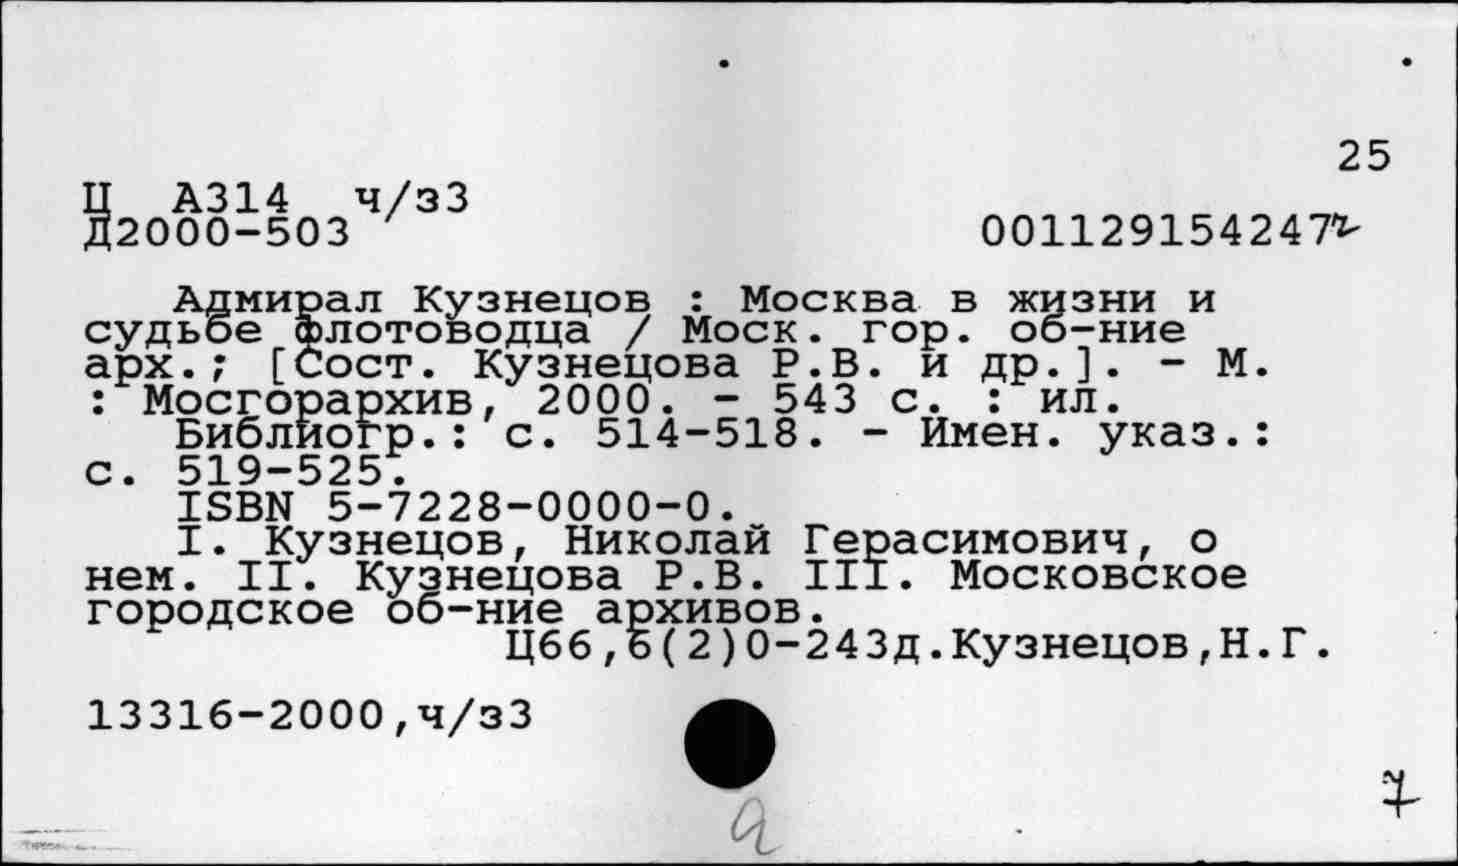 25
Ц А314 ч/з3
Д2000-503
001129154247
Адмирал Кузнецов : Москва в жизни и
судьбе флотоводца / Моск. гор. об-ние
арх.; [Сост. Кузнецова Р.В. и др.]. - М.
: Мосгорархив, 2000. - 543 с. : ил.
Библиогр.: с. 514-518. - Имен. указ.:
с. 519-525.
ISBN 5-7228-0000-0.
I. Кузнецов, Николай Герасимович, о
нем. II. Кузнецова Р.В. III. Московское
городское об-ние архивов.
Ц66,6(2)0-243д.Кузнецов,Н.Г.
13316-2000,ч/з3